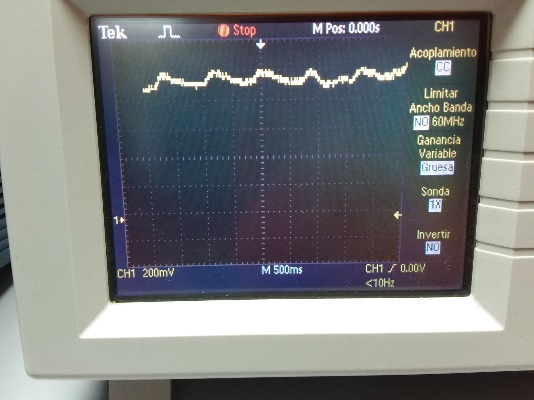 Tek Stop M Pos: 0.000s CH1
Acoplamiento
CC
Limitar
Ancho Banda
NO 60MHz
Ganancia
Variable
Gruesa
Sonda
1X
Invertir
NO
1
CH1 200mV M 500ms CH1 0.00V
<10Hz